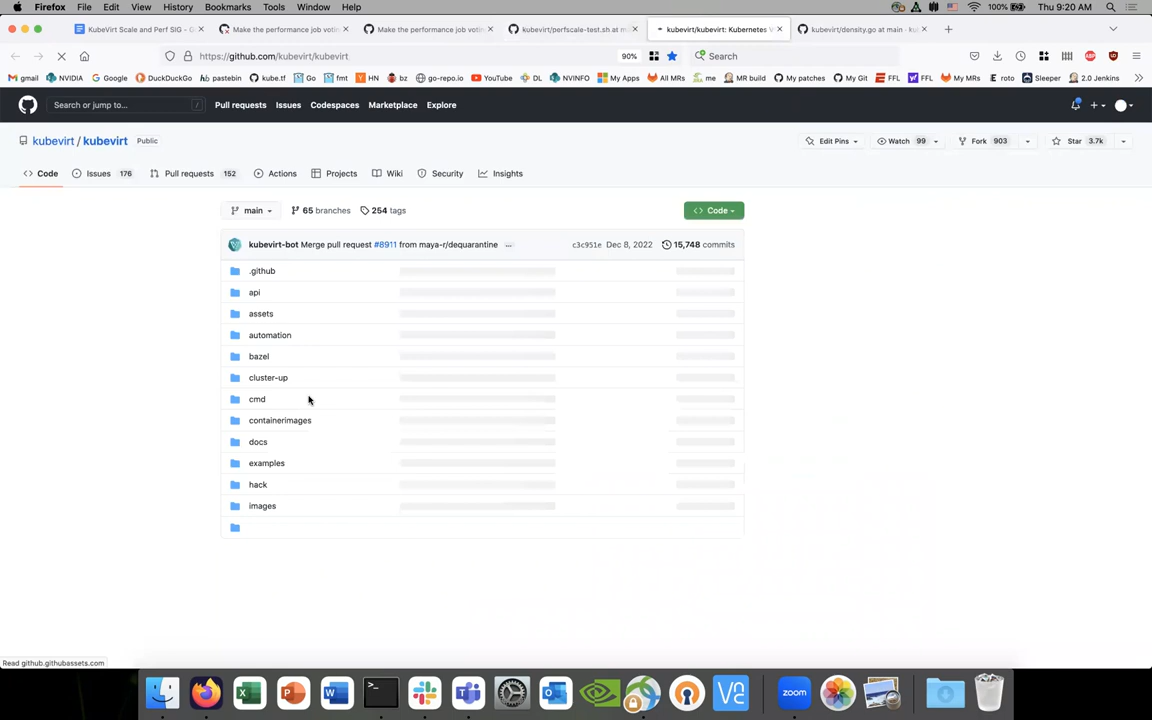 Firefox File Edit View History Bookmarks Tools Window Help 100% Thu 9:20 AM
KubeVirt Scale and Perf SIG - G
Make the performance job voti
Make the performance job voti
kubevirt/perfscale-test.sh at m
kubevirt/kubevirt: Kubernetes V
kubevirt/density.go at main · ku
https://github.com/kubevirt/kubevirt 90% Search
gmail NVIDIA Google DuckDuckGo pastebin kube.tf Go fmt HN bz go-repo.io YouTube DL NVINFO My Apps All MRs me MR build My patches My Git FFL FFL My MRs roto Sleeper 2.0 Jenkins
Search or jump to... / Pull requests Issues Codespaces Marketplace Explore
kubevirt / kubevirt Public Edit Pins Watch 99 Fork 903 Star 3.7k
Code Issues 176 Pull requests 152 Actions Projects Wiki Security Insights
main 65 branches 254 tags Code
kubevirt-bot Merge pull request #8911 from maya-r/dequarantine ... c3c951e Dec 8, 2022 15,748 commits
.github
api
assets
automation
bazel
cluster-up
cmd
containerimages
docs
examples
hack
images
Read github.githubassets.com
zoom